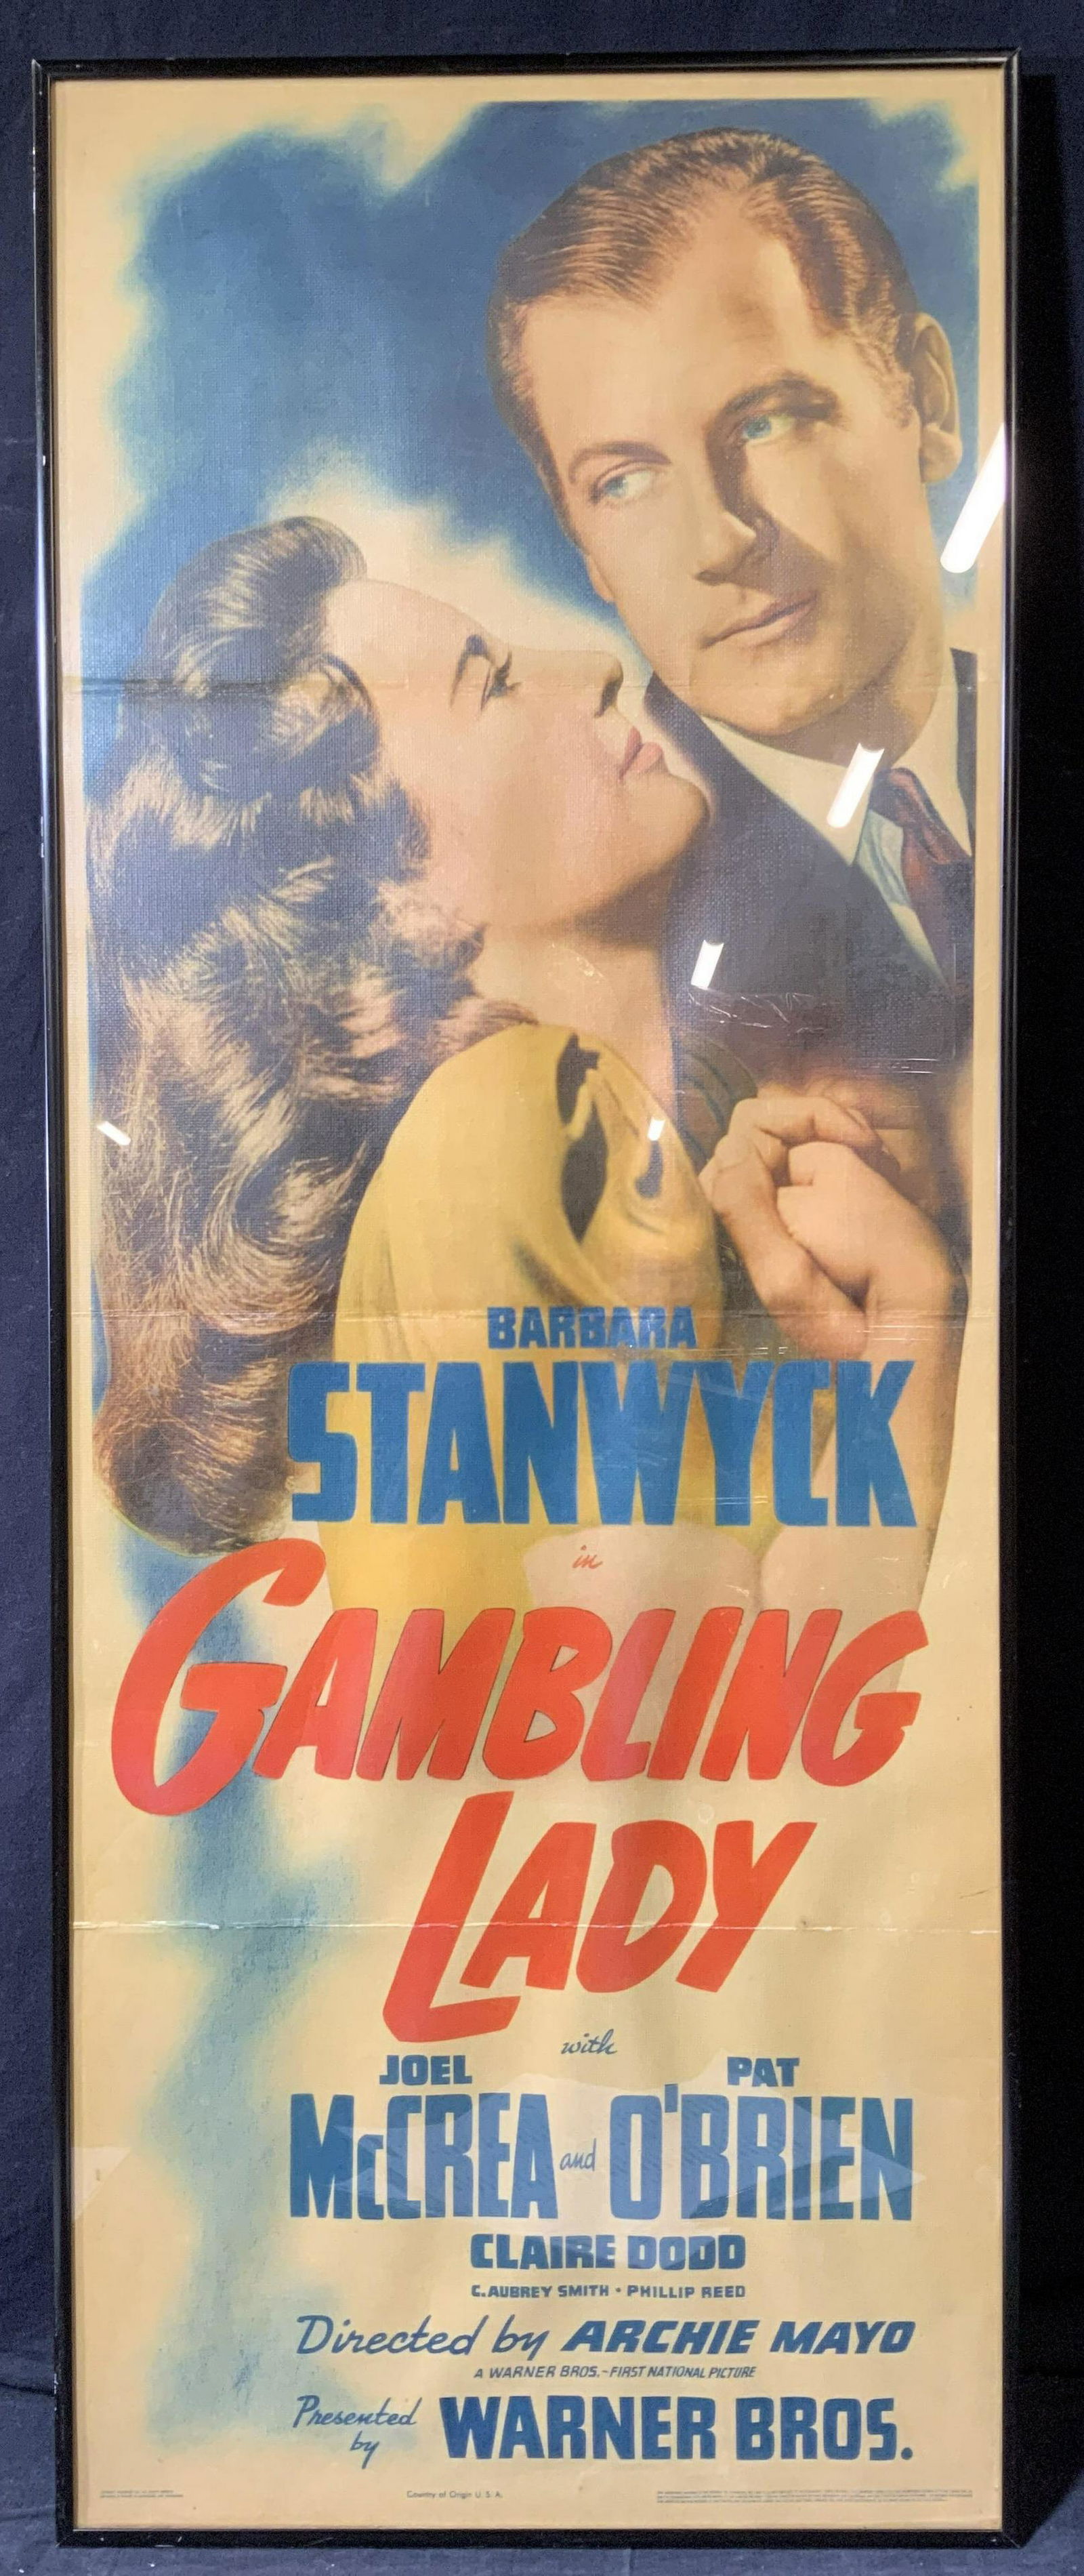 BARBARA
STANWYCK
in
GAMBLING
LADY
with
JOEL PAT
McCREA and O'BRIEN
CLAIRE DODD
C. AUBREY SMITH • PHILLIP REED
Directed by ARCHIE MAYO
A WARNER BROS.-FIRST NATIONAL PICTURE
Presented by WARNER BROS.
Country of Origin U. S. A.